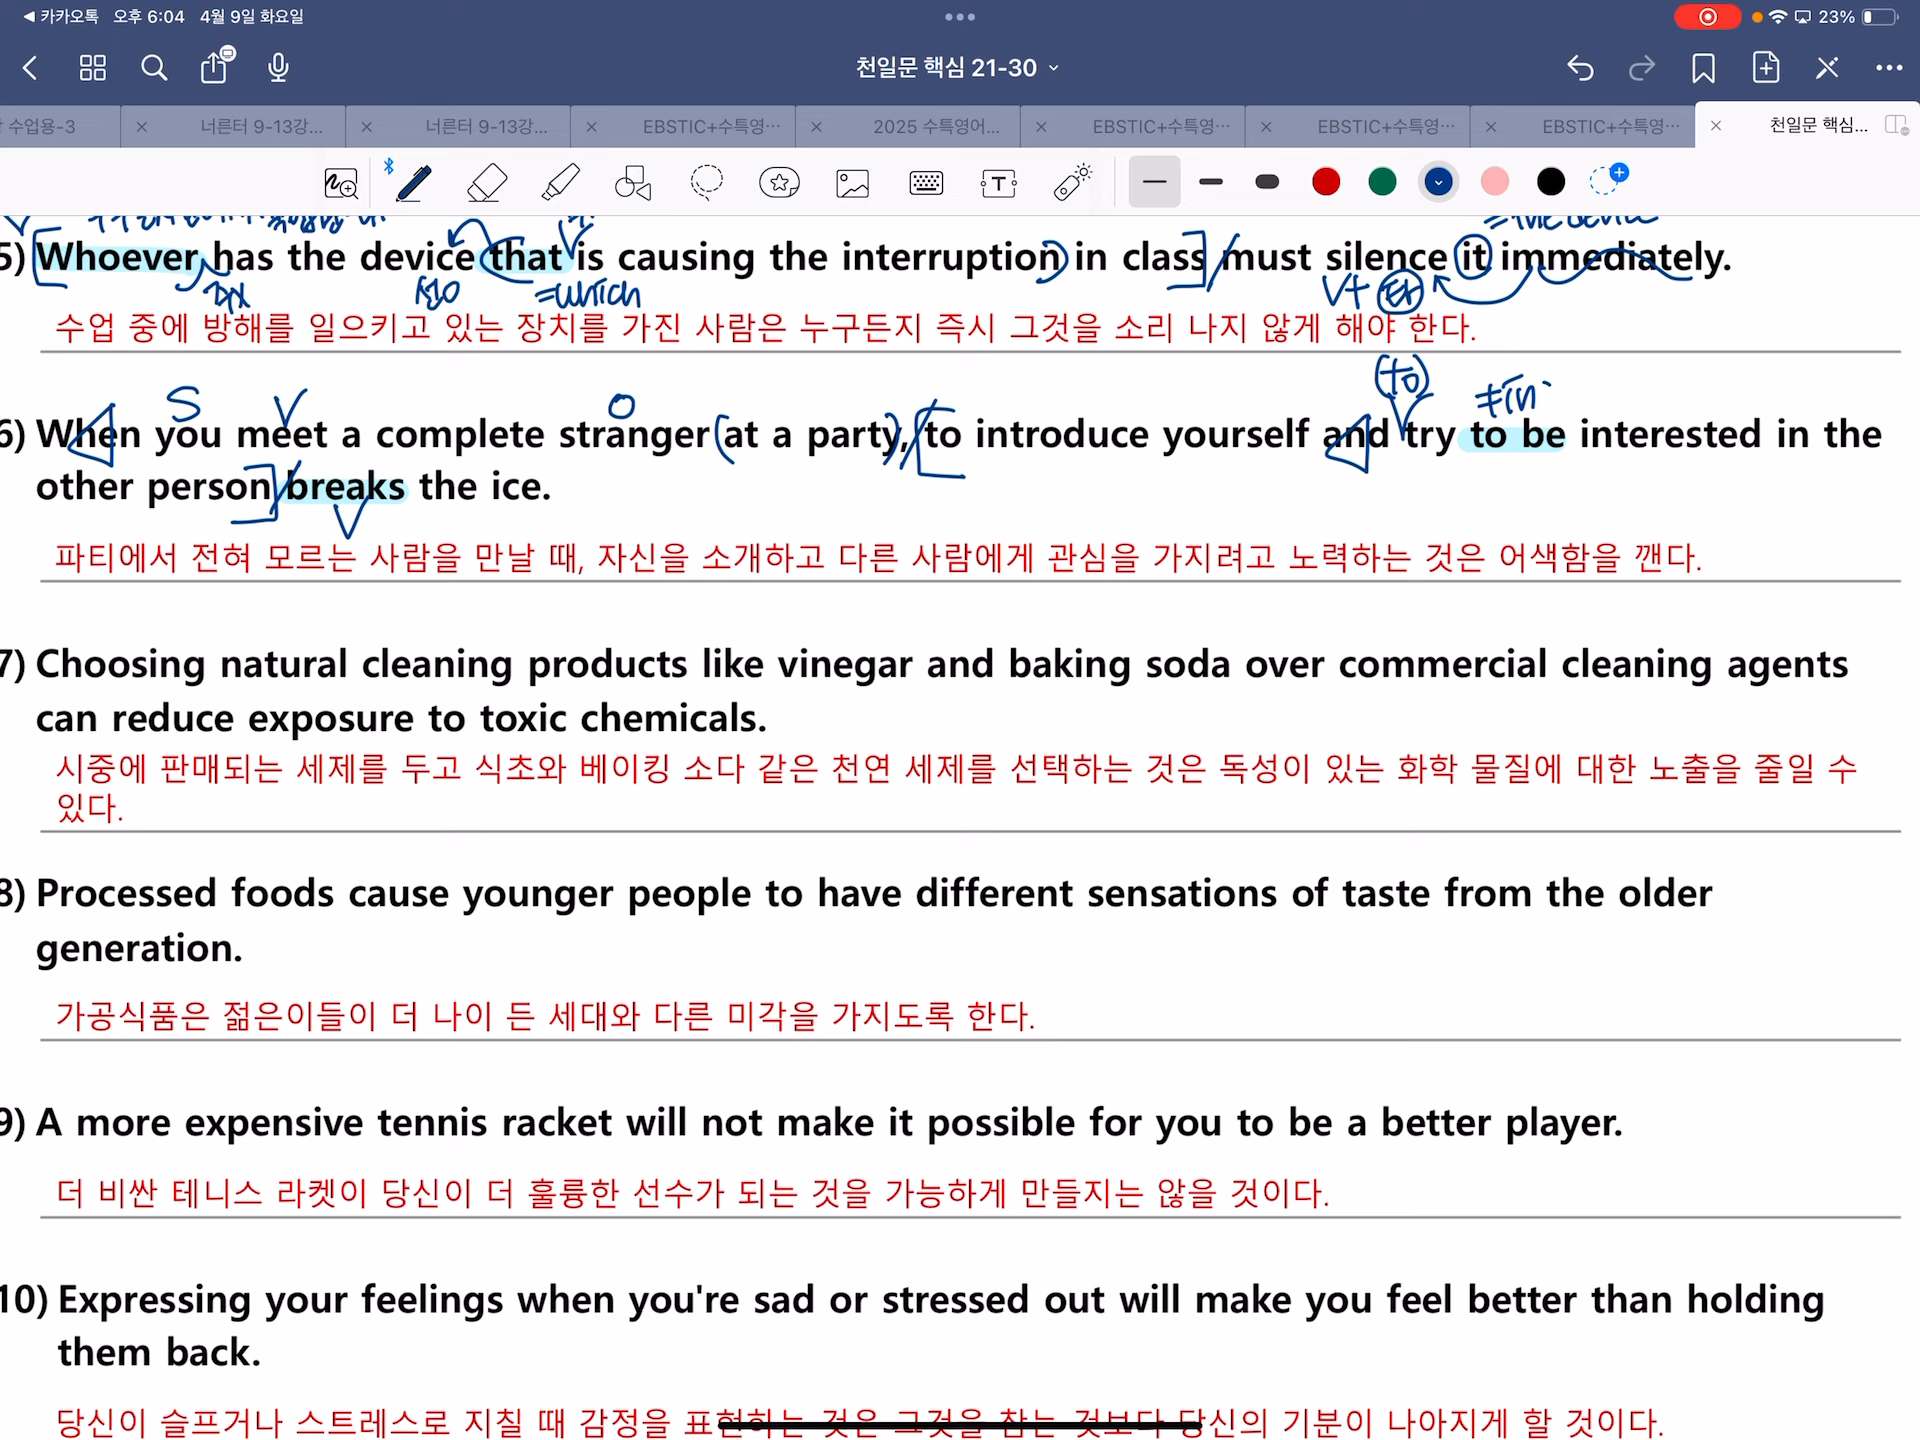 ◀ 카카오톡 오후 6:04 4월 9일 화요일 23%
천일문 핵심 21-30
수업용-3 너른터 9-13강... 너른터 9-13강... EBSTIC+수특영... 2025 수특영어... EBSTIC+수특영... EBSTIC+수특영... EBSTIC+수특영... 천일문 핵심...
5) Whoever has the device that is causing the interruption in class must silence it immediately.
=which
V+
수업 중에 방해를 일으키고 있는 장치를 가진 사람은 누구든지 즉시 그것을 소리 나지 않게 해야 한다.
(to)
S V O
6) When you meet a complete stranger at a party, to introduce yourself and try to be interested in the
other person breaks the ice.
V
파티에서 전혀 모르는 사람을 만날 때, 자신을 소개하고 다른 사람에게 관심을 가지려고 노력하는 것은 어색함을 깬다.
7) Choosing natural cleaning products like vinegar and baking soda over commercial cleaning agents
can reduce exposure to toxic chemicals.
시중에 판매되는 세제를 두고 식초와 베이킹 소다 같은 천연 세제를 선택하는 것은 독성이 있는 화학 물질에 대한 노출을 줄일 수
있다.
8) Processed foods cause younger people to have different sensations of taste from the older
generation.
가공식품은 젊은이들이 더 나이 든 세대와 다른 미각을 가지도록 한다.
9) A more expensive tennis racket will not make it possible for you to be a better player.
더 비싼 테니스 라켓이 당신이 더 훌륭한 선수가 되는 것을 가능하게 만들지는 않을 것이다.
10) Expressing your feelings when you're sad or stressed out will make you feel better than holding
them back.
당신이 슬프거나 스트레스로 지칠 때 감정을 표현하는 것은 그것을 참는 것보다 당신의 기분이 나아지게 할 것이다.